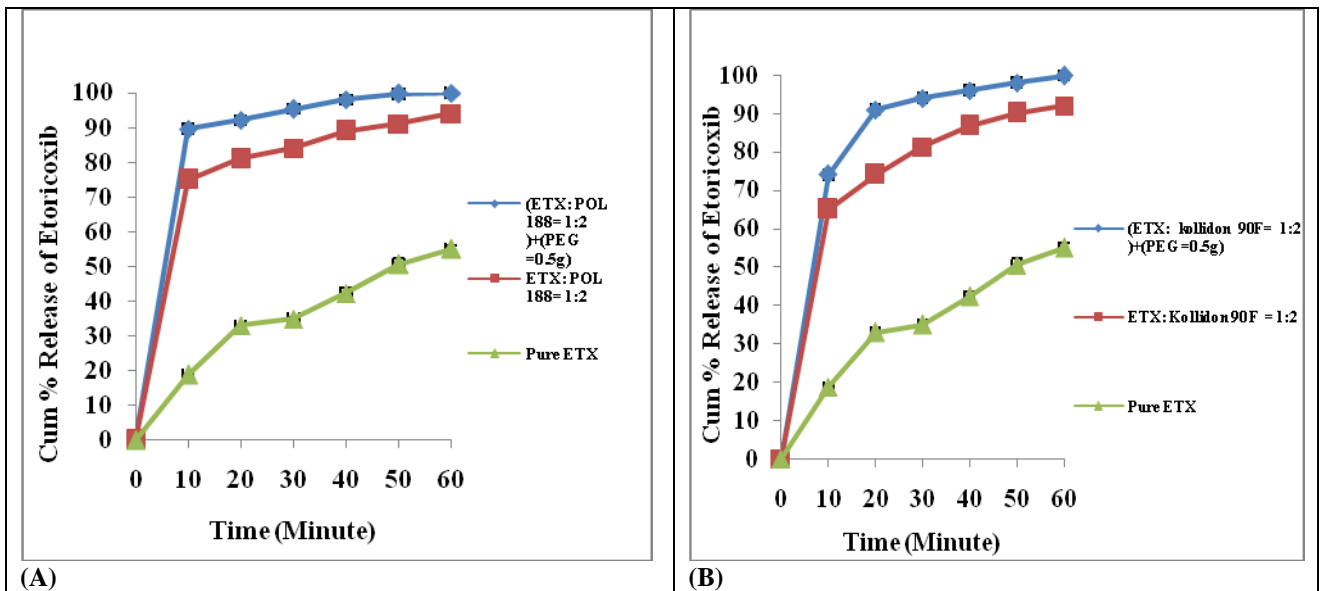 Cum % Release of Etoricoxib
100
90
80
70
60
50
40
30
20
10
0
0 10 20 30 40 50 60
Time (Minute)
(ETX: POL
188= 1:2
)+(PEG
=0.5g)
ETX: POL
188= 1:2
Pure ETX
(A)
Cum % Release of Etoricoxib
100
90
80
70
60
50
40
30
20
10
0
0 10 20 30 40 50 60
Time (Minute)
(ETX: kollidon 90F= 1:2
)+(PEG =0.5g)
ETX: Kollidon 90F = 1:2
Pure ETX
(B)